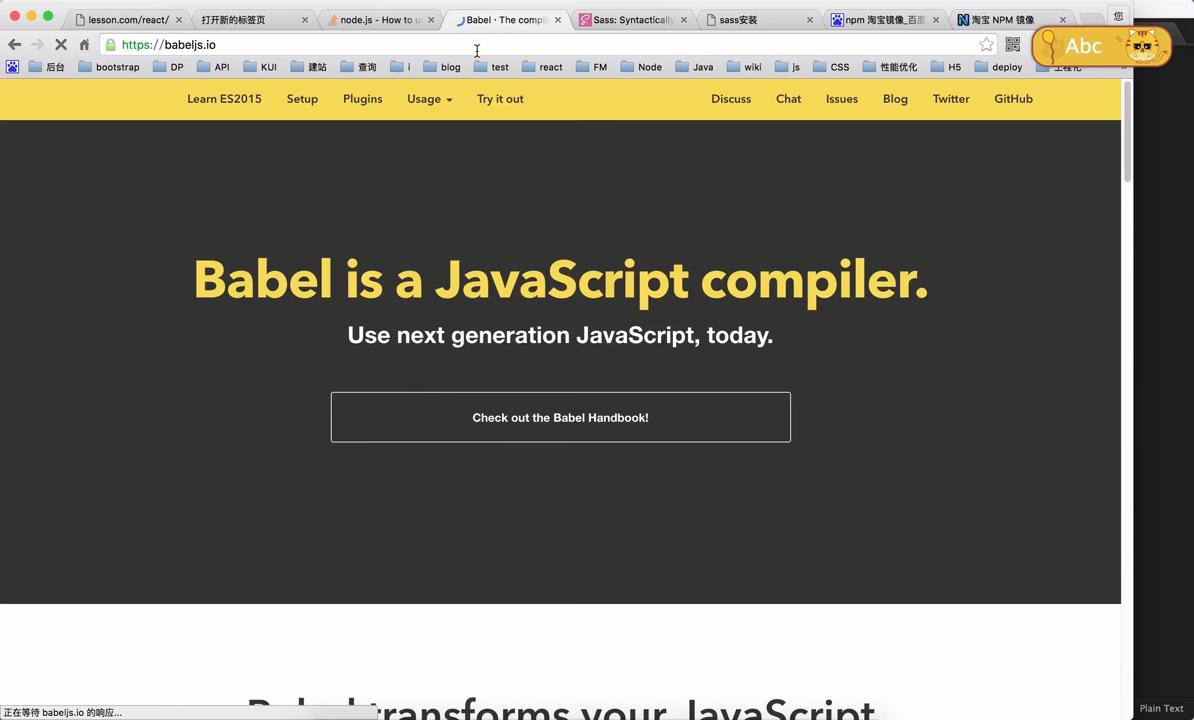 lesson.com/react/
打开新的标签页
node.js - How to u
Babel · The compil
Sass: Syntactically
sass安装
npm 淘宝镜像_百度
淘宝 NPM 镜像
您
https://babeljs.io
Abc
后台
bootstrap
DP
API
KUI
建站
查询
i
blog
test
react
FM
Node
Java
wiki
js
CSS
性能优化
H5
deploy
工程化
Learn ES2015
Setup
Plugins
Usage
Try it out
Discuss
Chat
Issues
Blog
Twitter
GitHub
Babel is a JavaScript compiler.
Use next generation JavaScript, today.
Check out the Babel Handbook!
Babel transforms your JavaScript
正在等待 babeljs.io 的响应...
Plain Text